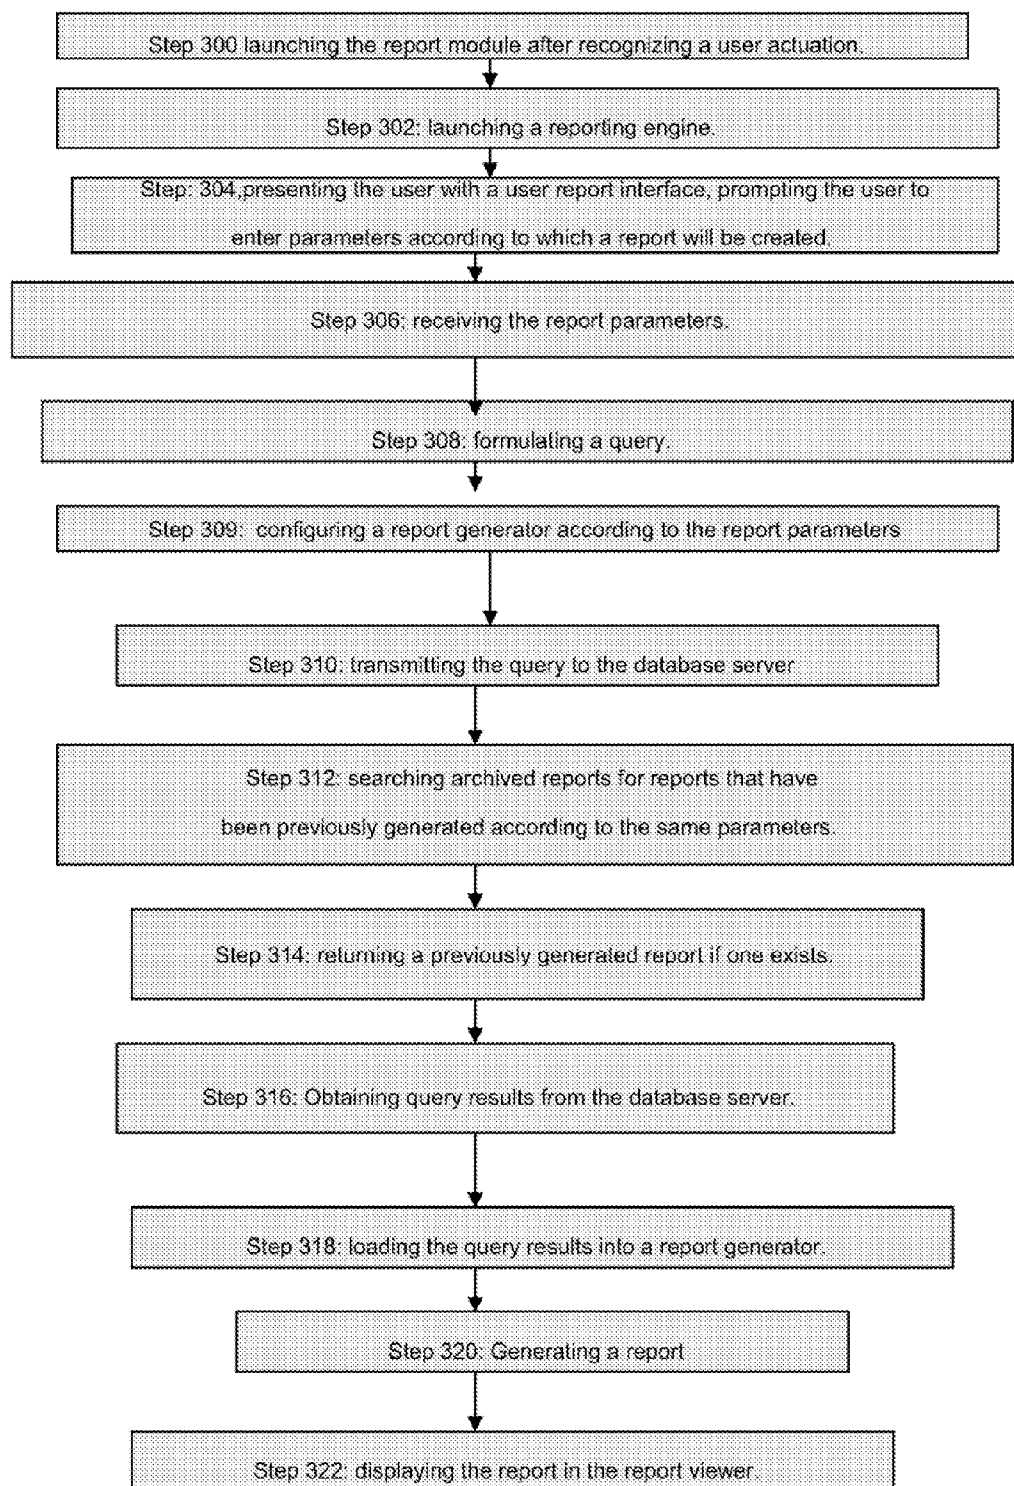 Step 300 launching the report module after recognizing a user actuation.
Step 302: launching a reporting engine.
Step: 304,presenting the user with a user report interface, prompting the user to
enter parameters according to which a report will be created.
Step 306: receiving the report parameters.
Step 308: formulating a query.
Step 309: configuring a report generator according to the report parameters
Step 310: transmitting the query to the database server
Step 312: searching archived reports for reports that have
been previously generated according to the same parameters.
Step 314: returning a previously generated report if one exists.
Step 316: Obtaining query results from the database server.
Step 318: loading the query results into a report generator.
Step 320: Generating a report
Step 322: displaying the report in the report viewer.